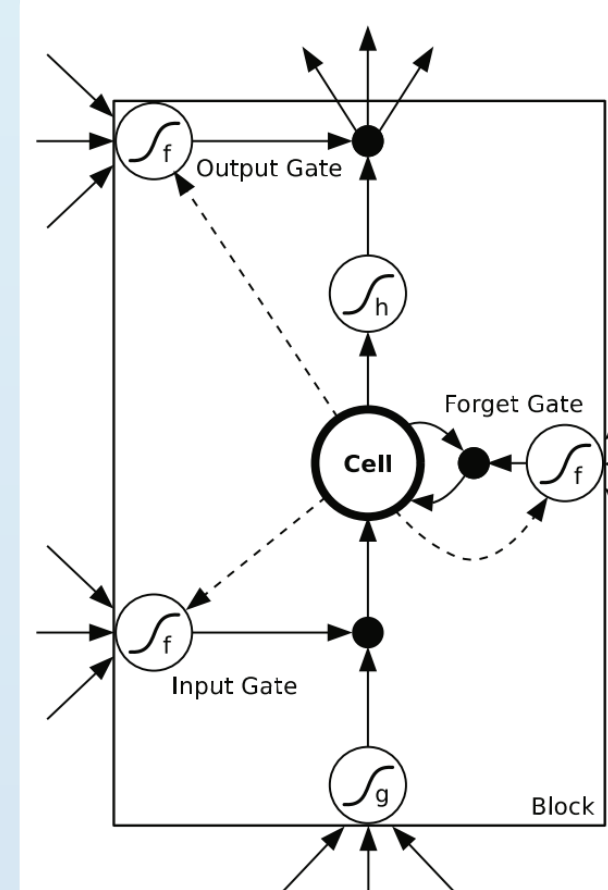 f
Output Gate
h
Forget Gate
Cell
f
f
Input Gate
g
Block